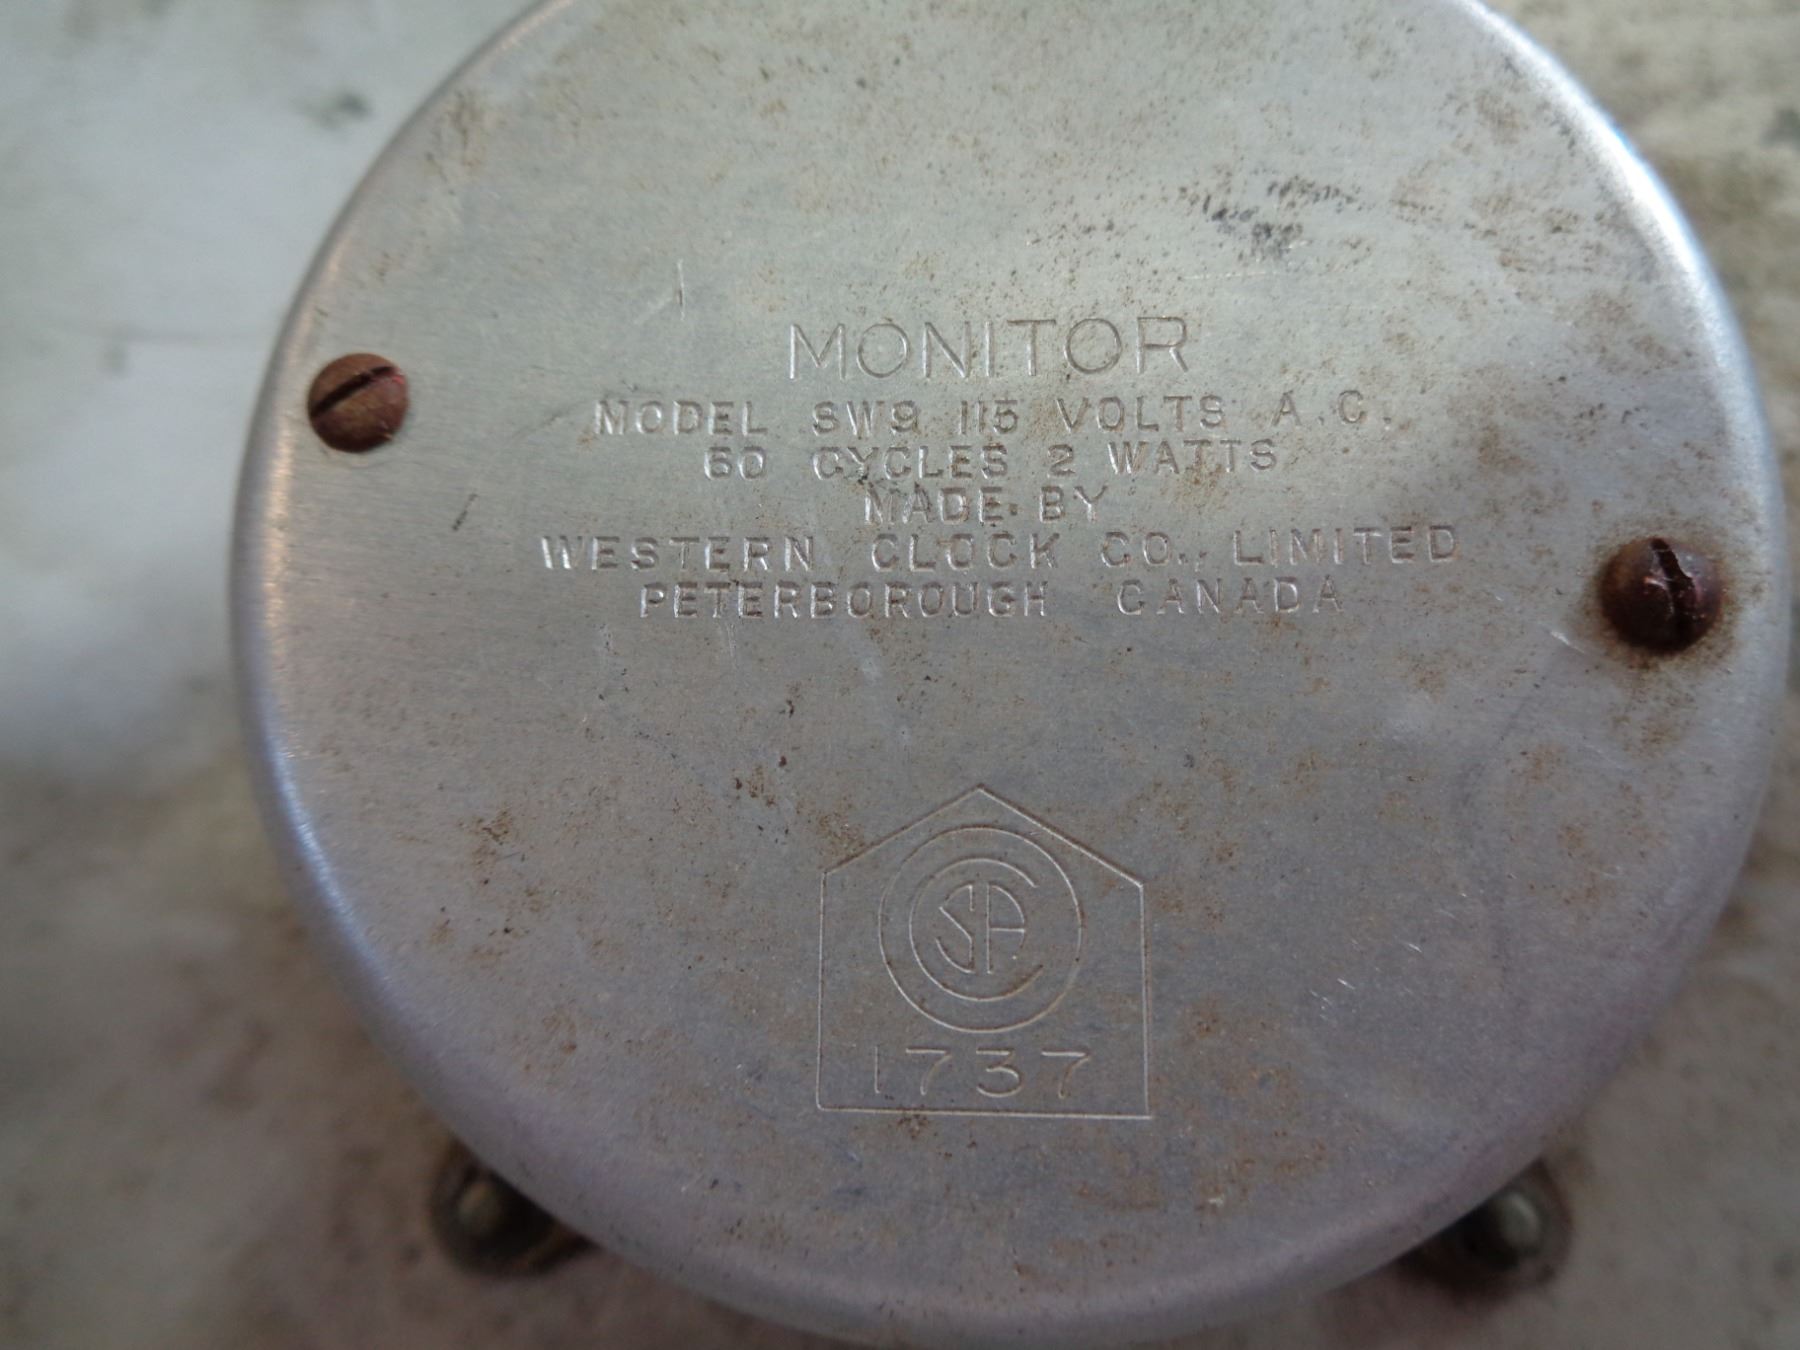 MONITOR
MODEL SW9 115 VOLTS A.C.
60 CYCLES 2 WATTS
MADE BY
WESTERN CLOCK CO., LIMITED
PETERBOROUGH CANADA
CSA
1737